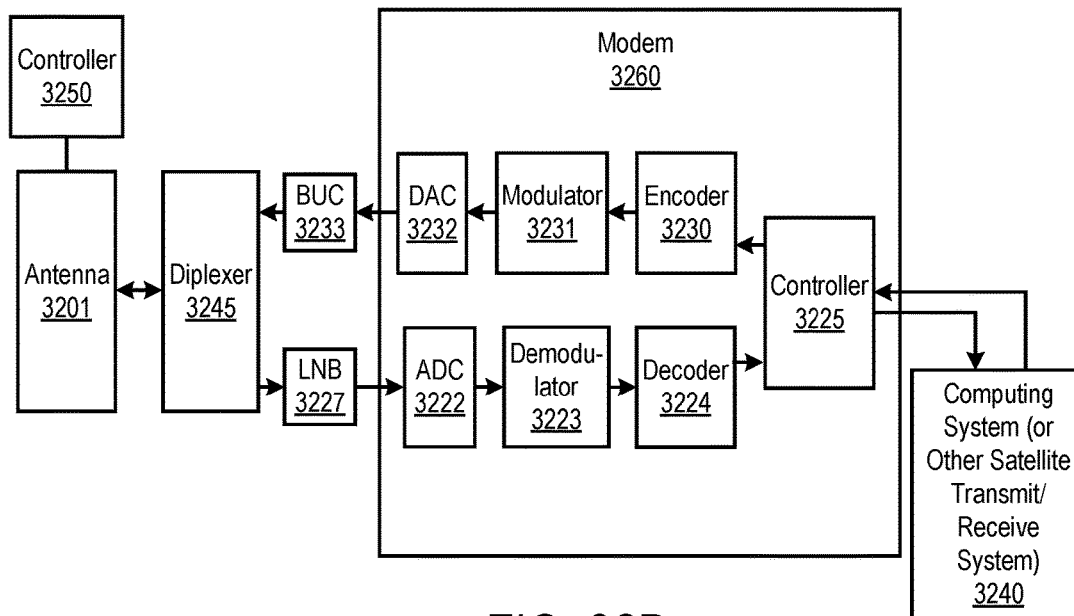 Controller
3250
Antenna
3201
Diplexer
3245
BUC
3233
LNB
3227
Modem
3260
DAC
3232
Modulator
3231
Encoder
3230
ADC
3222
Demodu-
lator
3223
Decoder
3224
Controller
3225
Computing
System (or
Other Satellite
Transmit/
Receive
System)
3240
FIG.